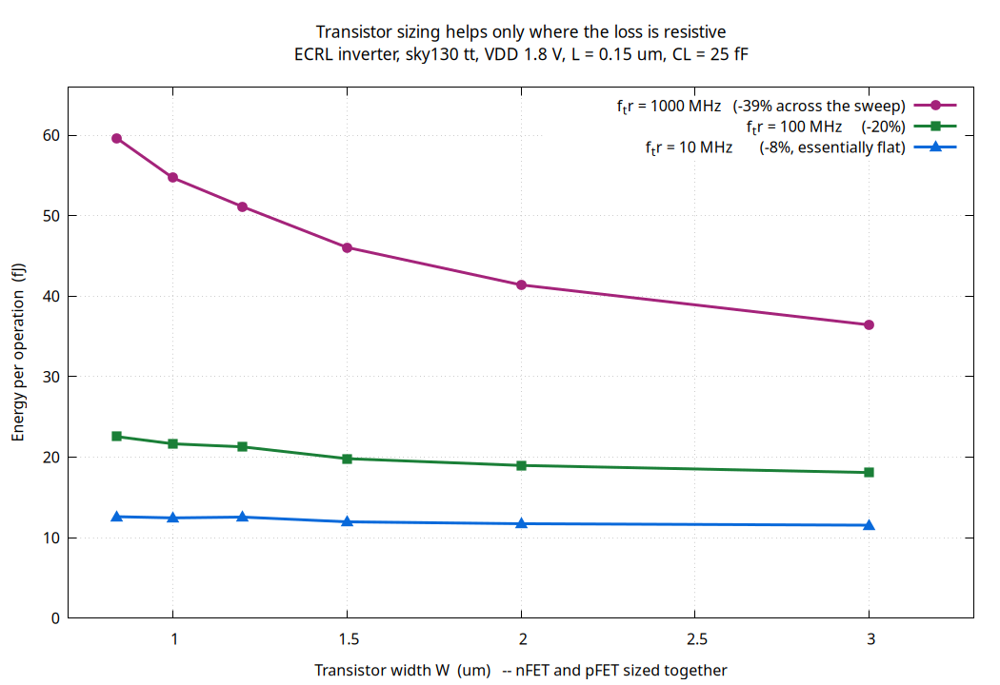 Transistor sizing helps only where the loss is resistive
ECRL inverter, sky130 tt, VDD 1.8 V, L = 0.15 um, CL = 25 fF
fₜr = 1000 MHz (-39% across the sweep)
fₜr = 100 MHz (-20%)
fₜr = 10 MHz (-8%, essentially flat)
Energy per operation (fJ)
60
50
40
30
20
10
0
1 1.5 2 2.5 3
Transistor width W (um) -- nFET and pFET sized together